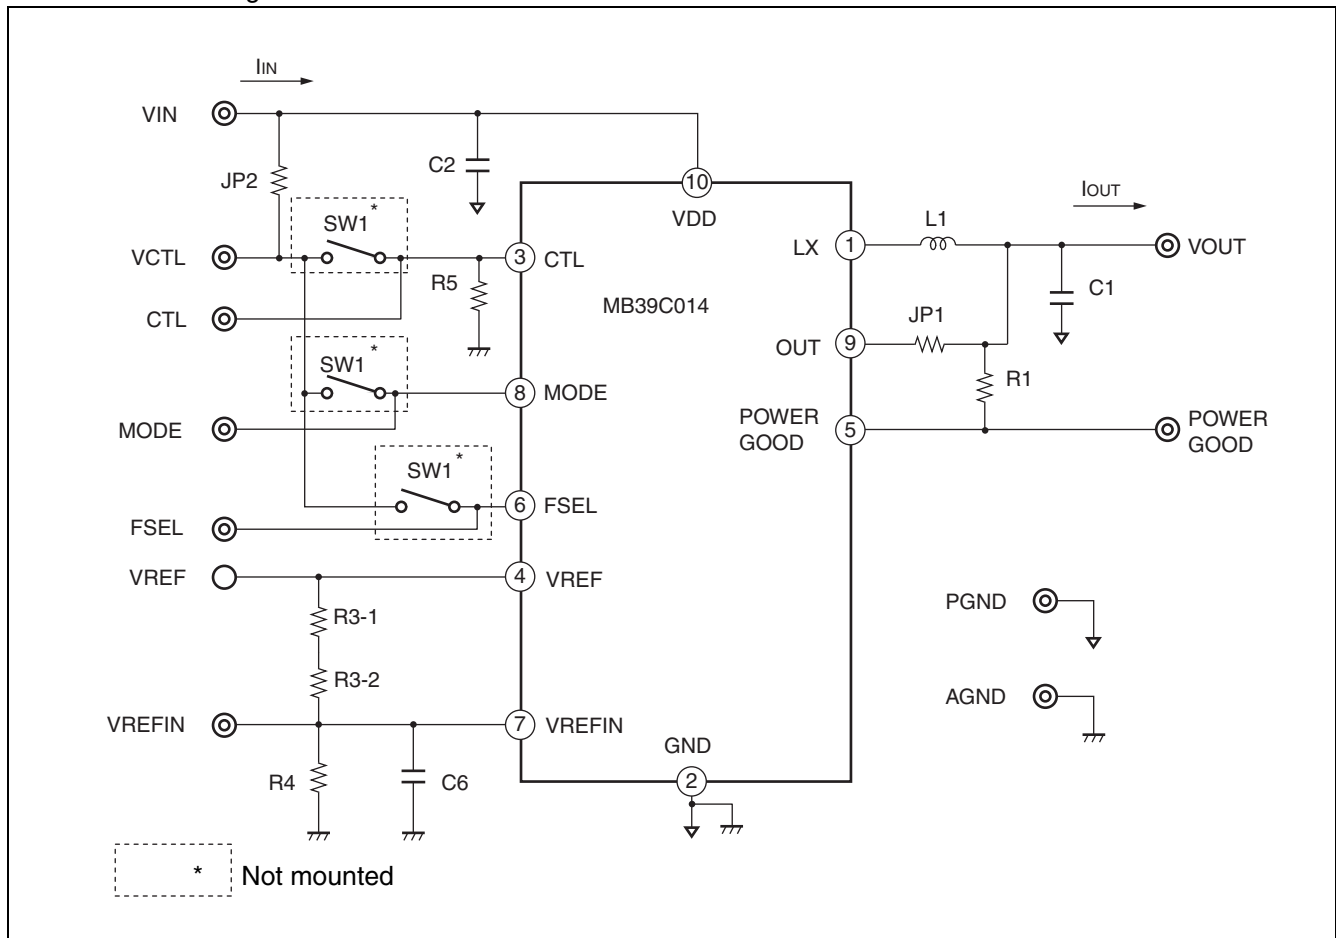 IIN
VIN
JP2
C2
10
VDD
SW1 *
VCTL
3
CTL
R5
CTL
MB39C014
LX
1
L1
IOUT
VOUT
C1
JP1
OUT
9
R1
SW1 *
8
MODE
MODE
POWER
GOOD
5
POWER
GOOD
SW1 *
6
FSEL
FSEL
VREF
4
VREF
R3-1
R3-2
PGND
AGND
VREFIN
7
VREFIN
R4
C6
GND
2
* Not mounted